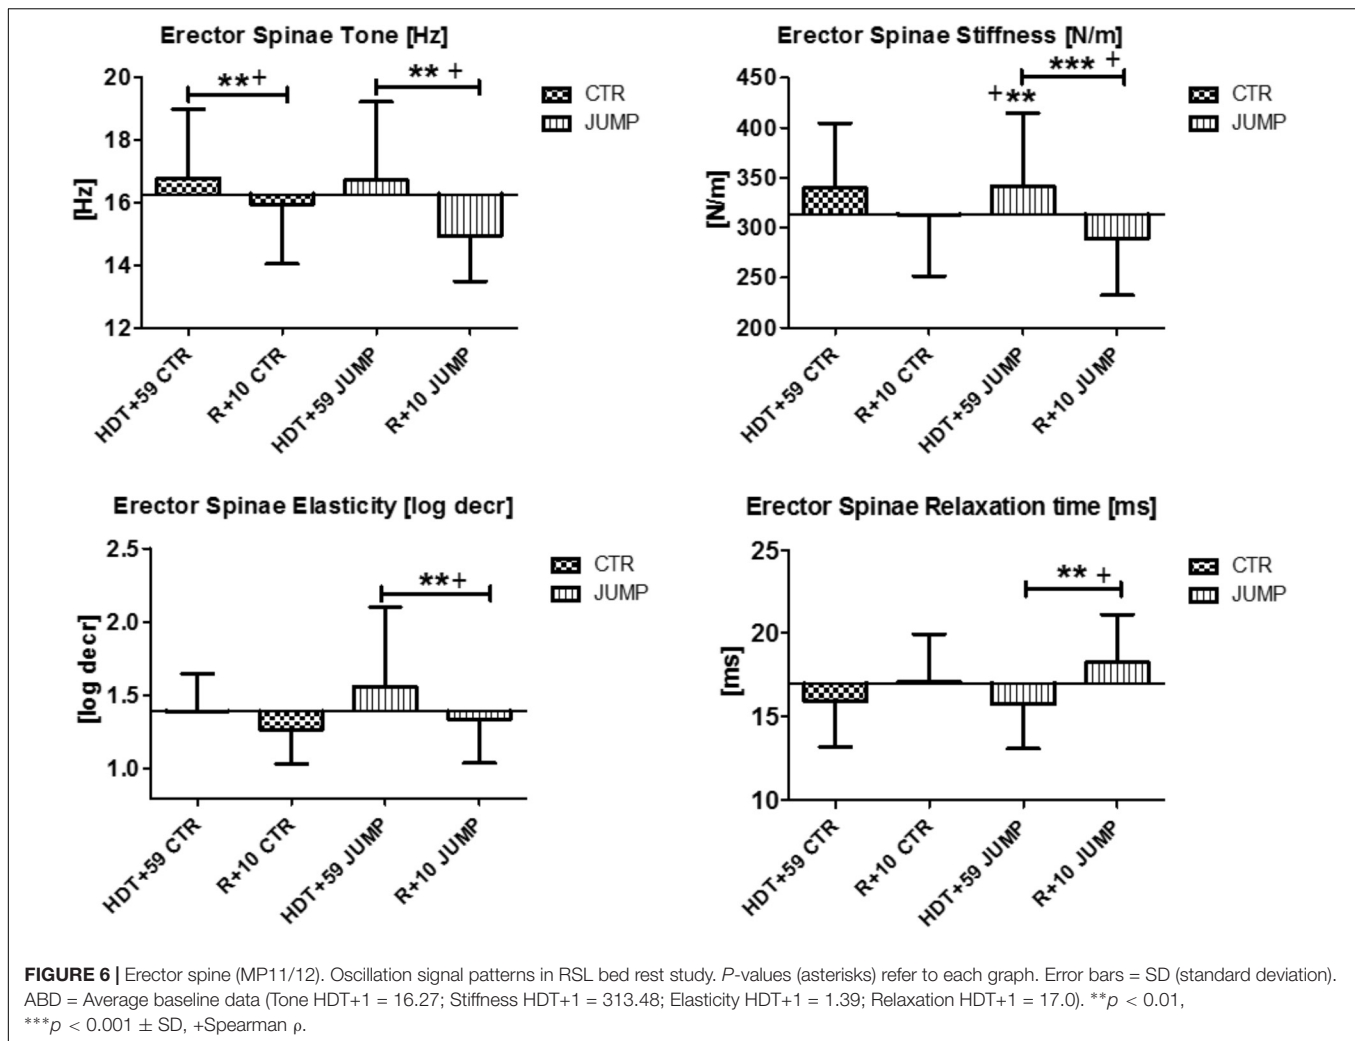 Erector Spinae Tone [Hz]
[Hz]
20
18
16
14
12
**+
** +
CTR
JUMP
HDT+59 CTR
R+10 CTR
HDT+59 JUMP
R+10 JUMP
Erector Spinae Stiffness [N/m]
[N/m]
450
400
350
300
250
200
+**
*** +
CTR
JUMP
HDT+59 CTR
R+10 CTR
HDT+59 JUMP
R+10 JUMP
Erector Spinae Elasticity [log decr]
[log decr]
2.5
2.0
1.5
1.0
**+
CTR
JUMP
HDT+59 CTR
R+10 CTR
HDT+59 JUMP
R+10 JUMP
Erector Spinae Relaxation time [ms]
[ms]
25
20
15
10
** +
CTR
JUMP
HDT+59 CTR
R+10 CTR
HDT+59 JUMP
R+10 JUMP
FIGURE 6 | Erector spine (MP11/12). Oscillation signal patterns in RSL bed rest study. P-values (asterisks) refer to each graph. Error bars = SD (standard deviation).
ABD = Average baseline data (Tone HDT+1 = 16.27; Stiffness HDT+1 = 313.48; Elasticity HDT+1 = 1.39; Relaxation HDT+1 = 17.0). **p < 0.01,
***p < 0.001 ± SD, +Spearman ρ.